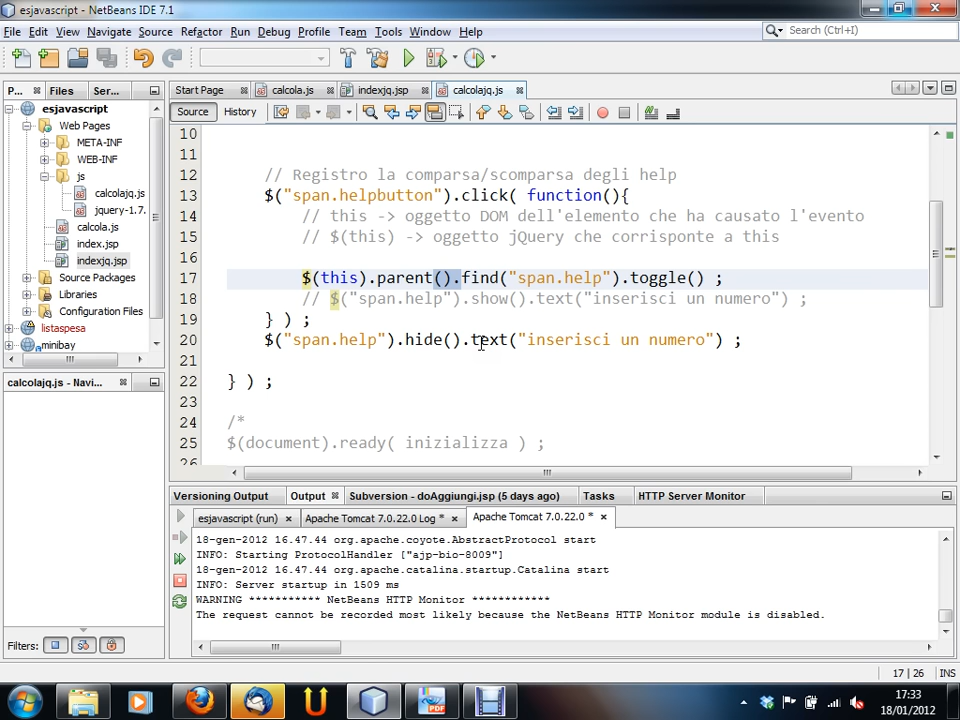 esjavascript - NetBeans IDE 7.1
File Edit View Navigate Source Refactor Run Debug Profile Team Tools Window Help
Search (Ctrl+I)
P... Files Ser...
Start Page calcola.js indexjq.jsp calcolajq.js
Source History
esjavascript
Web Pages
META-INF
WEB-INF
js
calcolajq.js
jquery-1.7.
calcola.js
index.jsp
indexjq.jsp
Source Packages
Libraries
Configuration Files
listaspesa
minibay
10
11
12 // Registro la comparsa/scomparsa degli help
13 $("span.helpbutton").click( function(){
14 // this -> oggetto DOM dell'elemento che ha causato l'evento
15 // $(this) -> oggetto jQuery che corrisponte a this
16
17 $(this).parent().find("span.help").toggle() ;
18 // $("span.help").show().text("inserisci un numero") ;
19 } ) ;
20 $("span.help").hide().text("inserisci un numero") ;
21
22 } ) ;
23
24 /*
25 $(document).ready( inizializza ) ;
26
calcolajq.js - Navi...
Filters:
Versioning Output Output Subversion - doAggiungi.jsp (5 days ago) Tasks HTTP Server Monitor
esjavascript (run) Apache Tomcat 7.0.22.0 Log * Apache Tomcat 7.0.22.0 *
18-gen-2012 16.47.44 org.apache.coyote.AbstractProtocol start
INFO: Starting ProtocolHandler ["ajp-bio-8009"]
18-gen-2012 16.47.44 org.apache.catalina.startup.Catalina start
INFO: Server startup in 1509 ms
WARNING *********** NetBeans HTTP Monitor ************
The request cannot be recorded most likely because the NetBeans HTTP Monitor module is disabled.
17 | 26 INS
17:33
18/01/2012